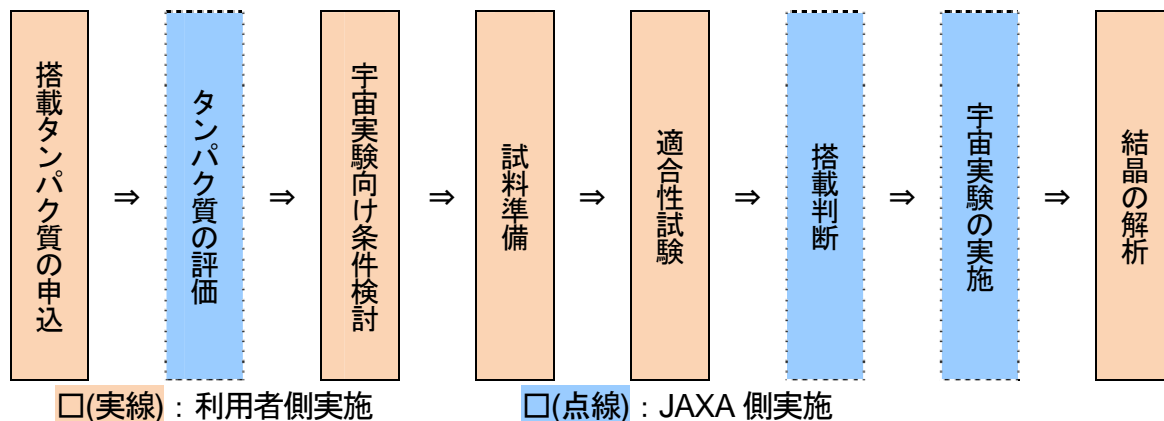 搭載タンパク質の申込
⇒
タンパク質の評価
⇒
宇宙実験向け条件検討
⇒
試料準備
⇒
適合性試験
⇒
搭載判断
⇒
宇宙実験の実施
⇒
結晶の解析
□(実線)：利用者側実施
□(点線)：JAXA 側実施